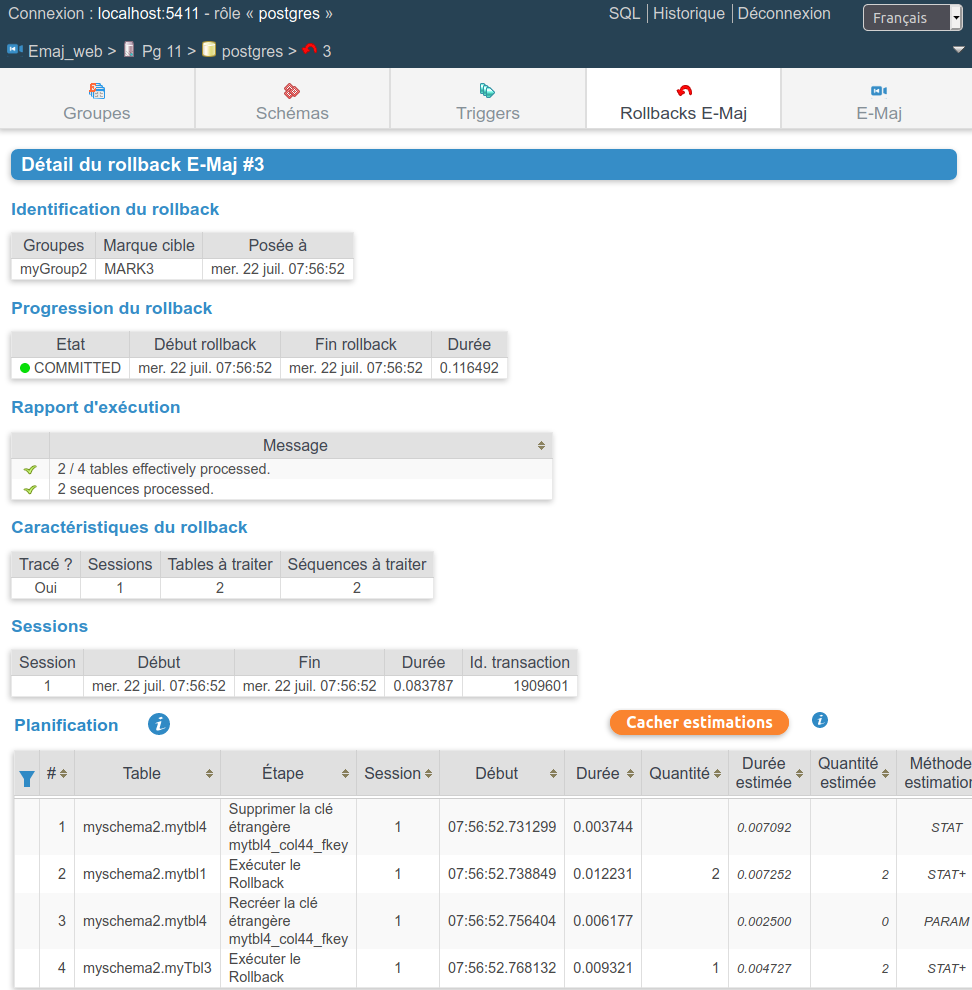 Connexion : localhost:5411 - rôle « postgres » SQL Historique Déconnexion Français
Emaj_web > Pg 11 > postgres > 3
Groupes Schémas Triggers Rollbacks E-Maj E-Maj
Détail du rollback E-Maj #3
Identification du rollback
Groupes Marque cible Posée à
myGroup2 MARK3 mer. 22 juil. 07:56:52
Progression du rollback
Etat Début rollback Fin rollback Durée
COMMITTED mer. 22 juil. 07:56:52 mer. 22 juil. 07:56:52 0.116492
Rapport d'exécution
Message
2 / 4 tables effectively processed.
2 sequences processed.
Caractéristiques du rollback
Tracé ? Sessions Tables à traiter Séquences à traiter
Oui 1 2 2
Sessions
Session Début Fin Durée Id. transaction
1 mer. 22 juil. 07:56:52 mer. 22 juil. 07:56:52 0.083787 1909601
Planification i Cacher estimations i
# Table Étape Session Début Durée Quantité Durée estimée Quantité estimée Méthode estimation
1 myschema2.mytbl4 Supprimer la clé étrangère mytbl4_col44_fkey 1 07:56:52.731299 0.003744 0.007092 STAT
2 myschema2.mytbl1 Exécuter le Rollback 1 07:56:52.738849 0.012231 2 0.007252 2 STAT+
3 myschema2.mytbl4 Recréer la clé étrangère mytbl4_col44_fkey 1 07:56:52.756404 0.006177 0.002500 0 PARAM
4 myschema2.myTbl3 Exécuter le Rollback 1 07:56:52.768132 0.009321 1 0.004727 2 STAT+